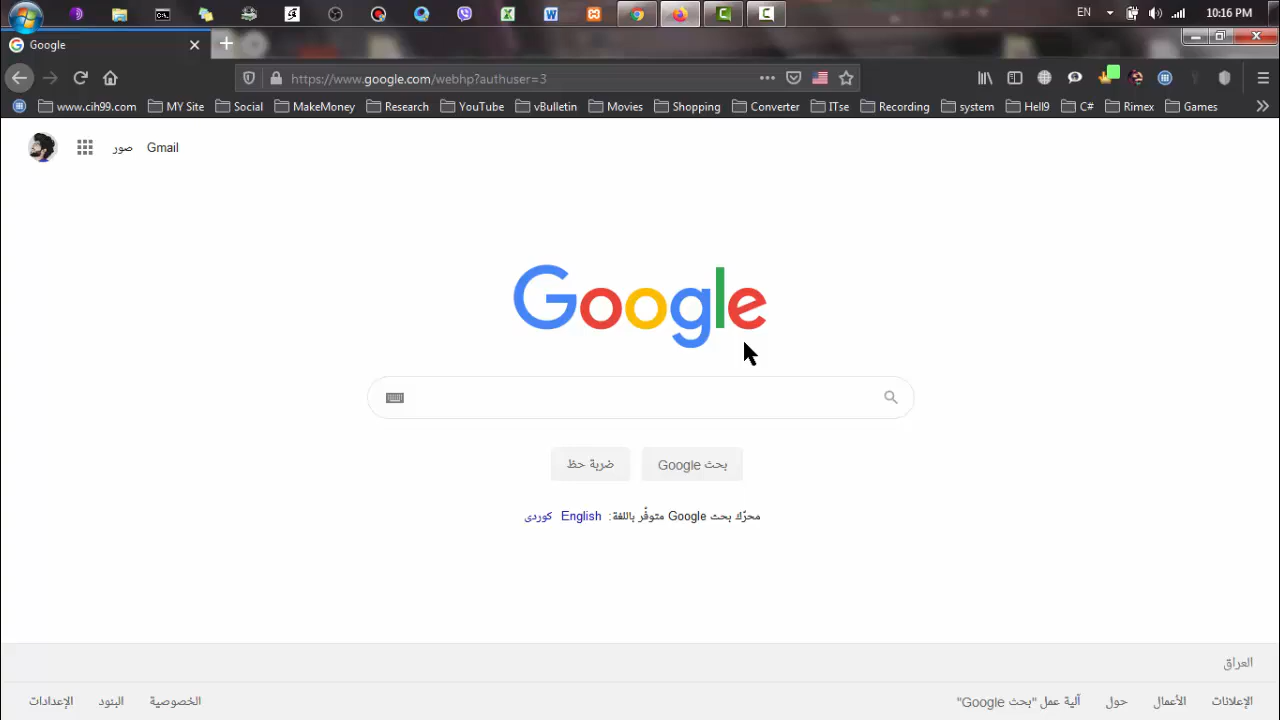 EN 10:16 PM
Google
https://www.google.com/webhp?authuser=3
www.cih99.com MY Site Social MakeMoney Research YouTube vBulletin Movies Shopping Converter ITse Recording system Hell9 C# Rimex Games
صور Gmail
Google
بحث Google ضربة حظ
محرّك بحث Google متوفّر باللغة: English کوردی
العراق
الإعلانات الأعمال حول آلية عمل "بحث Google" الخصوصية البنود الإعدادات